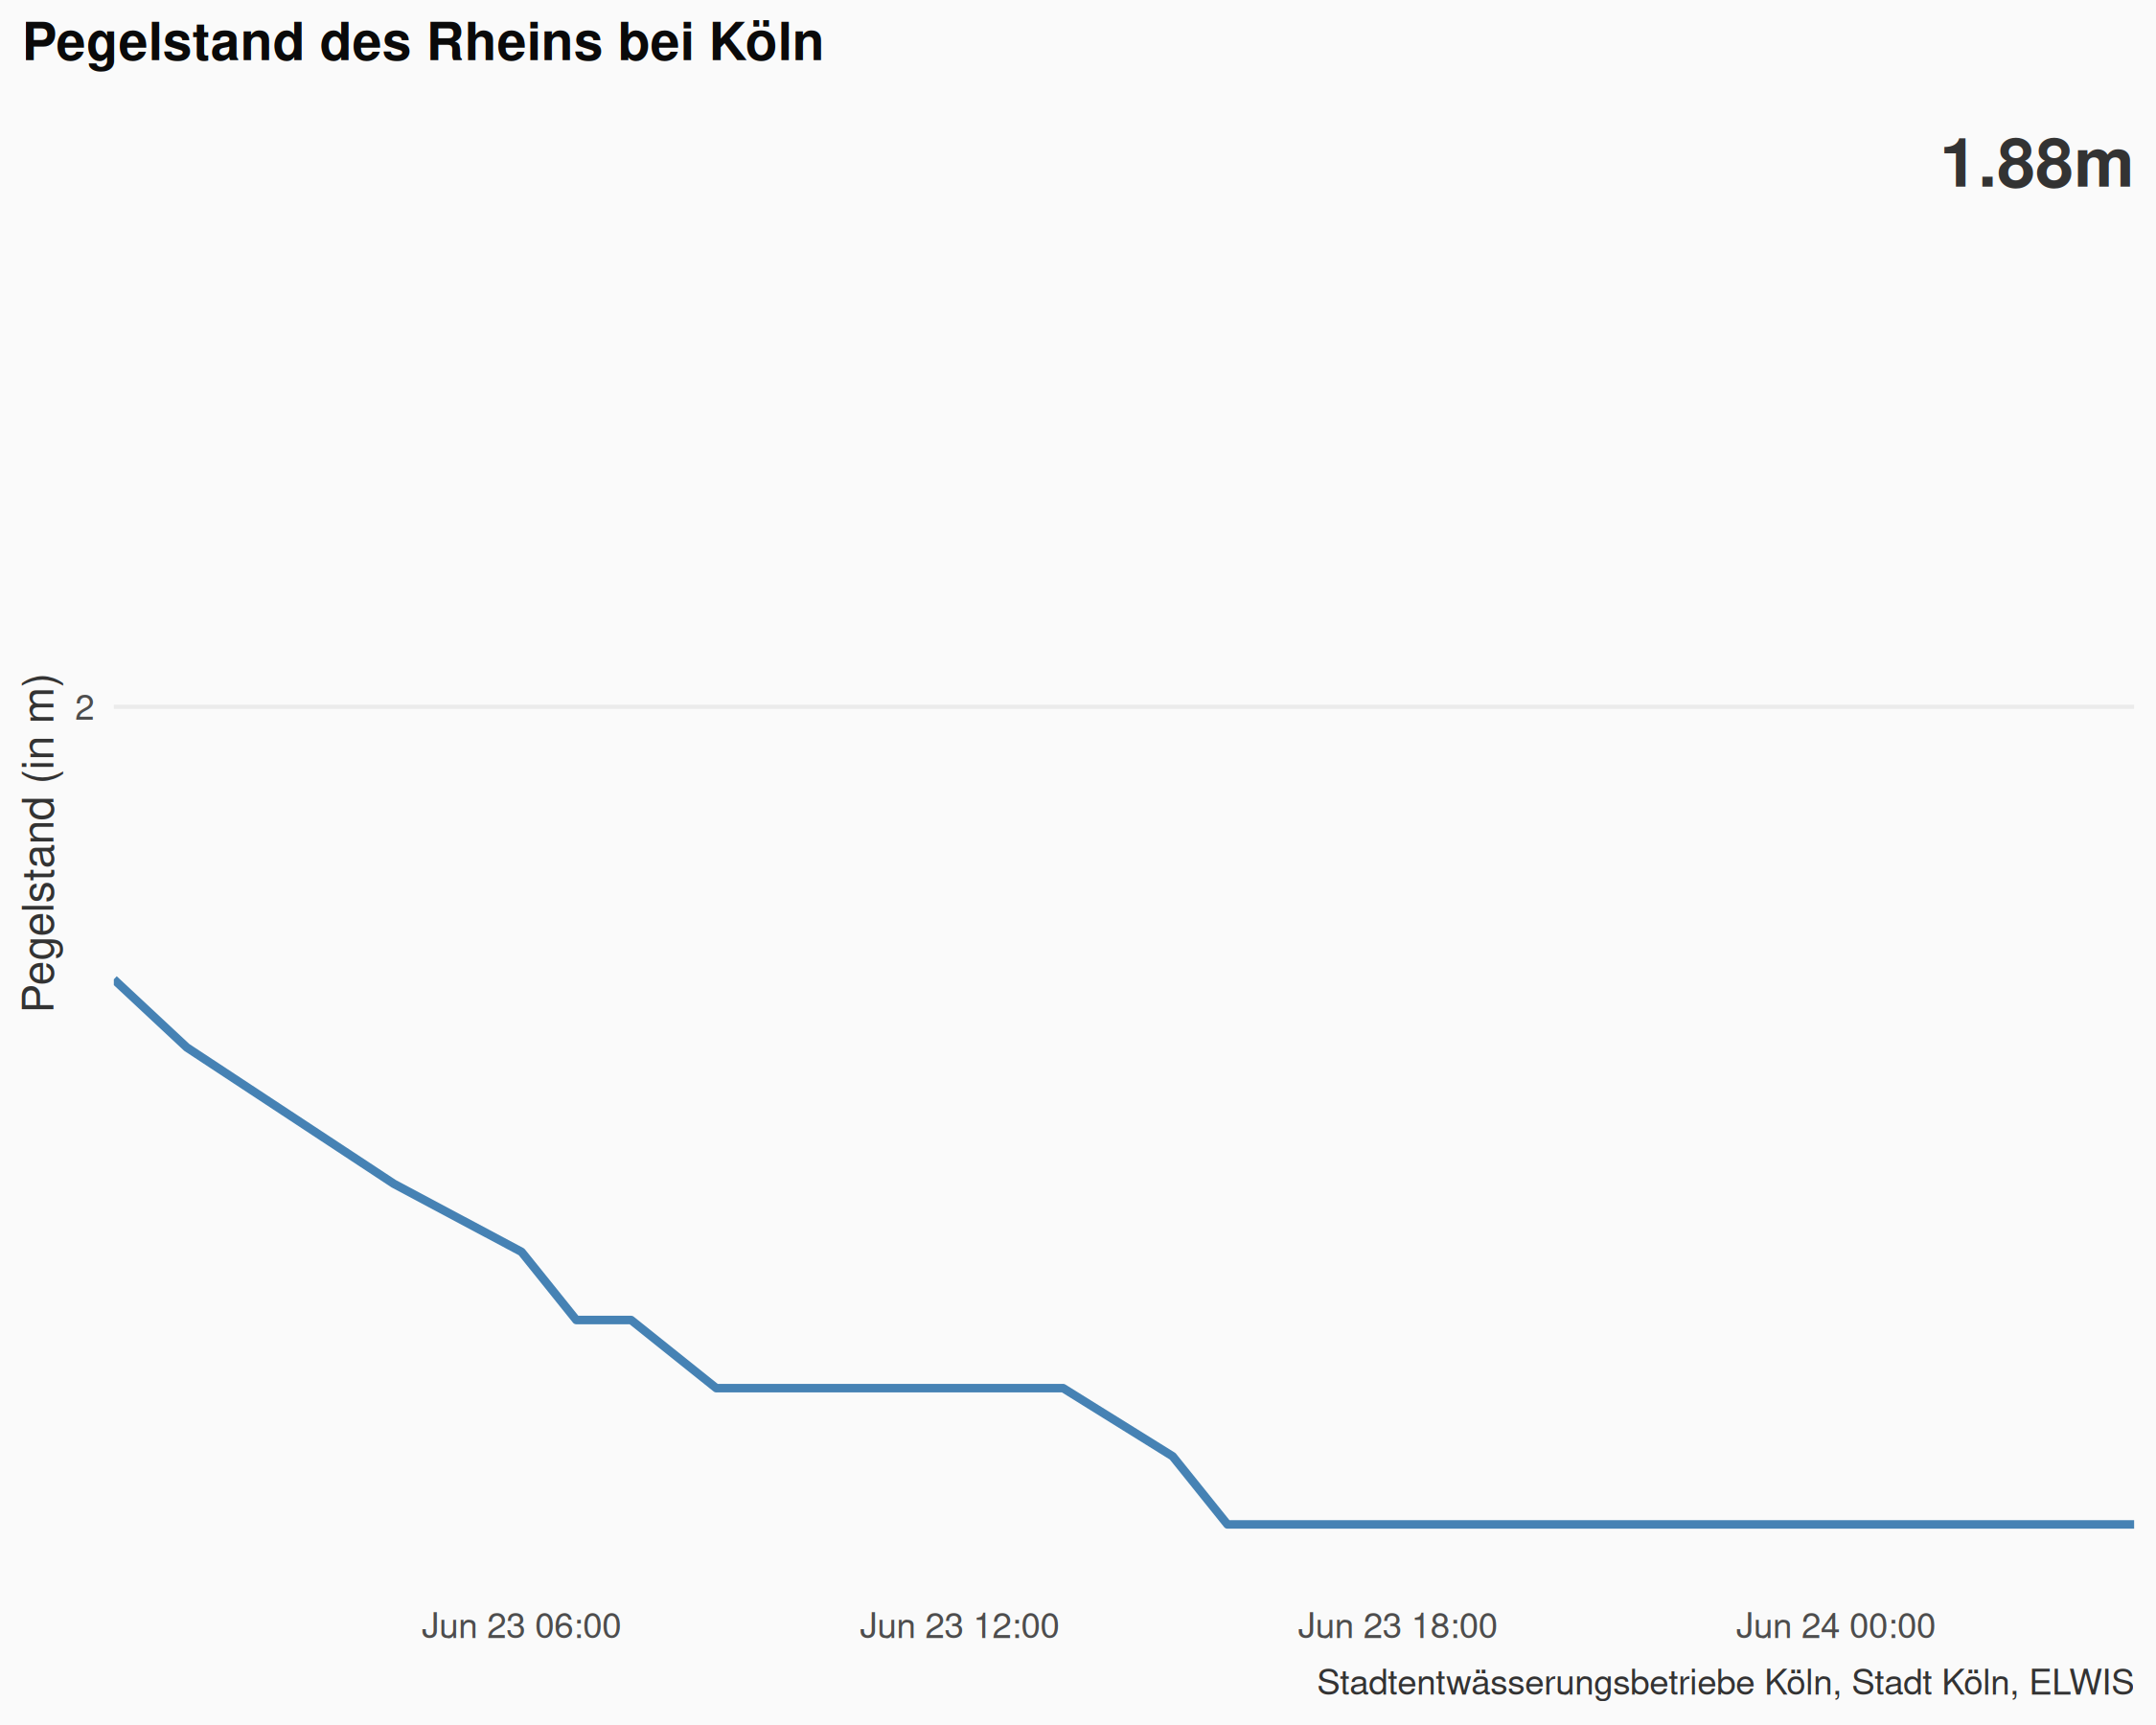 Pegelstand des Rheins bei Köln
1.88m
Pegelstand (in m)
2
Jun 23 06:00
Jun 23 12:00
Jun 23 18:00
Jun 24 00:00
Stadtentwässerungsbetriebe Köln, Stadt Köln, ELWIS